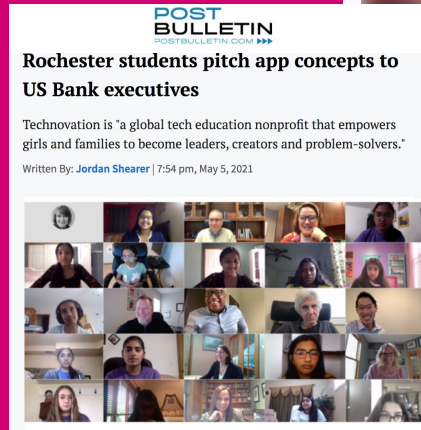 POST
BULLETIN
POSTBULLETIN.COM
Rochester students pitch app concepts to
US Bank executives
Technovation is "a global tech education nonprofit that empowers
girls and families to become leaders, creators and problem-solvers."
Written By: Jordan Shearer | 7:54 pm, May 5, 2021